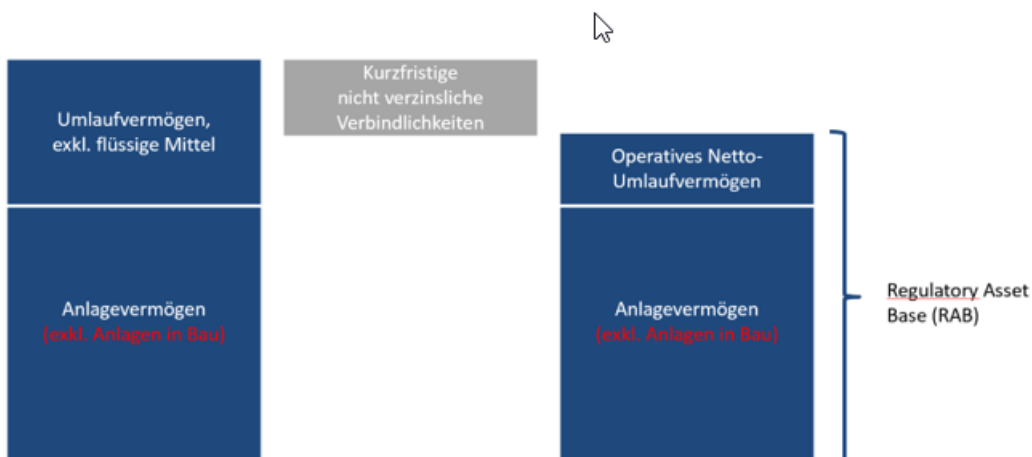 Umlaufvermögen,
exkl. flüssige Mittel
Kurzfristige
nicht verzinsliche
Verbindlichkeiten
Operatives Netto-
Umlaufvermögen
Anlagevermögen
(exkl. Anlagen in Bau)
Anlagevermögen
(exkl. Anlagen in Bau)
Regulatory Asset
Base (RAB)